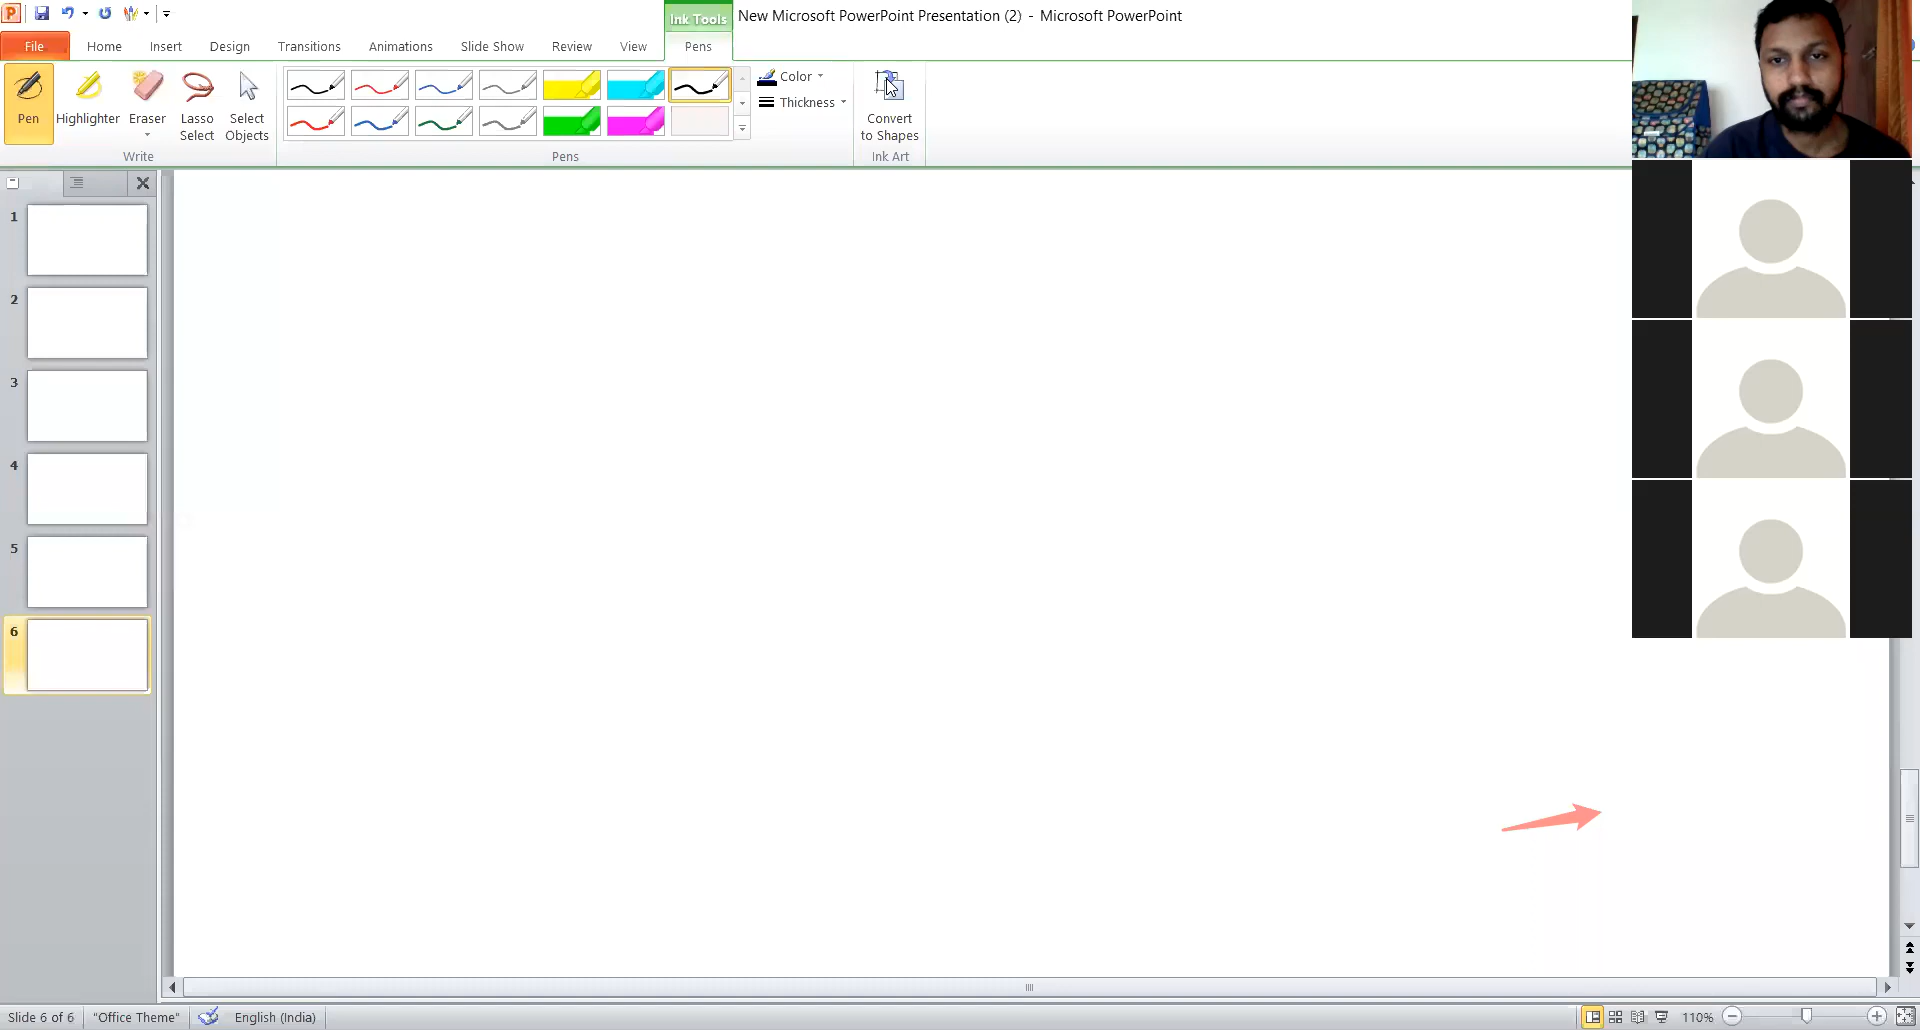 New Microsoft PowerPoint Presentation (2) - Microsoft PowerPoint
Ink Tools
File Home Insert Design Transitions Animations Slide Show Review View Pens
Pen Highlighter Eraser Lasso Select Select Objects
Color
Thickness
Convert to Shapes
Write Pens Ink Art
1
2
3
4
5
6
Slide 6 of 6 "Office Theme" English (India) 110%